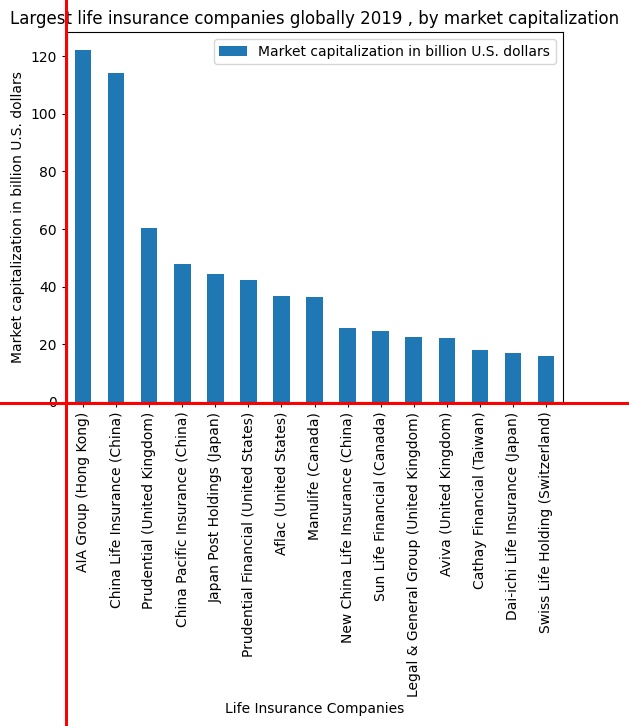 Largest life insurance companies globally 2019 , by market capitalization
Market capitalization in billion U.S. dollars
Market capitalization in billion U.S. dollars
120
100
80
60
40
20
0
AIA Group (Hong Kong)
China Life Insurance (China)
Prudential (United Kingdom)
China Pacific Insurance (China)
Japan Post Holdings (Japan)
Prudential Financial (United States)
Aflac (United States)
Manulife (Canada)
New China Life Insurance (China)
Sun Life Financial (Canada)
Legal & General Group (United Kingdom)
Aviva (United Kingdom)
Cathay Financial (Taiwan)
Dai-ichi Life Insurance (Japan)
Swiss Life Holding (Switzerland)
Life Insurance Companies